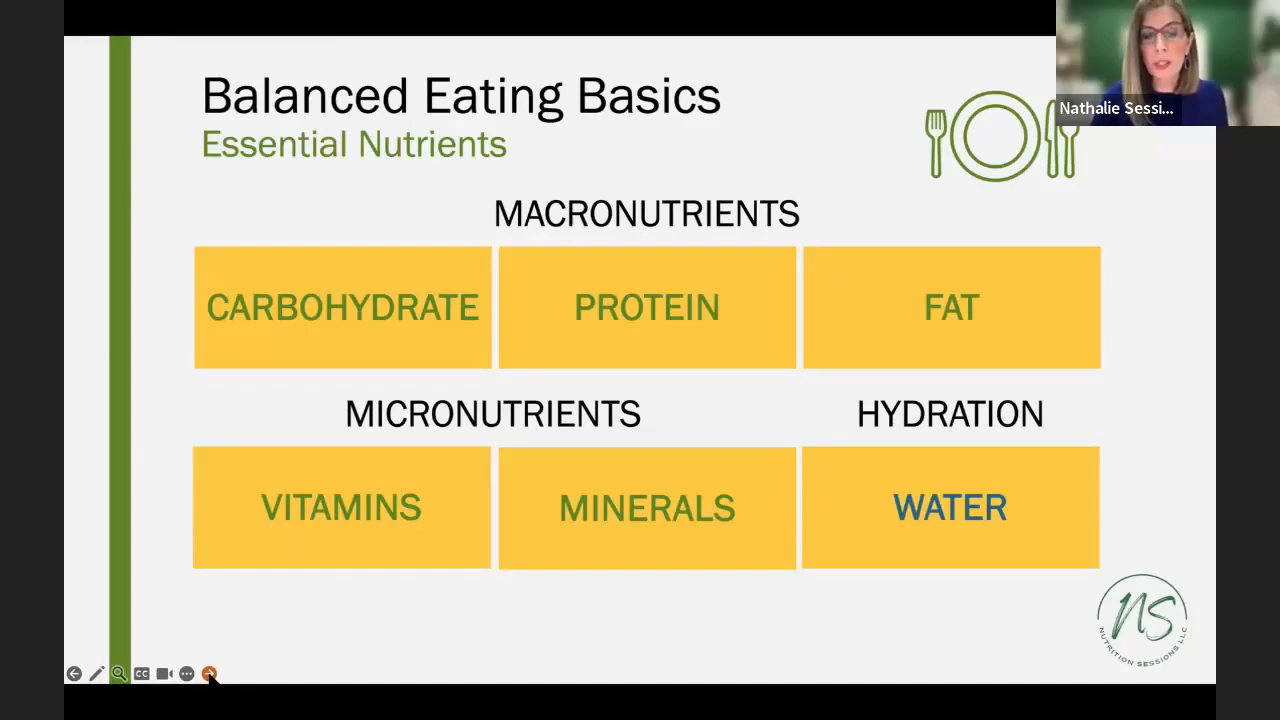 Balanced Eating Basics
Essential Nutrients
Nathalie Sessi...
MACRONUTRIENTS
CARBOHYDRATE
PROTEIN
FAT
MICRONUTRIENTS
HYDRATION
VITAMINS
MINERALS
WATER
NS
NUTRITION SESSIONS LLC
CC